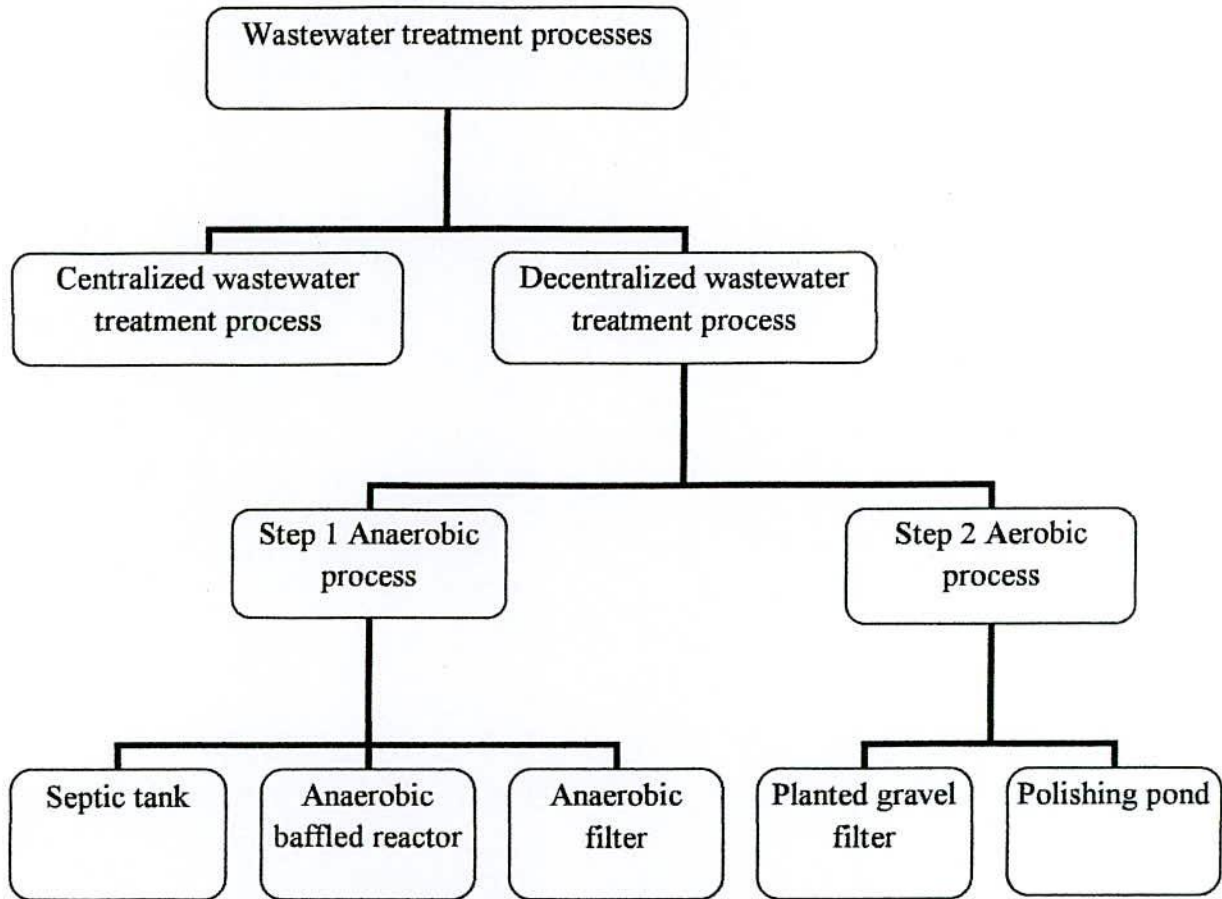 Wastewater treatment processes
Centralized wastewater
treatment process
Decentralized wastewater
treatment process
Step 1 Anaerobic
process
Step 2 Aerobic
process
Septic tank
Anaerobic
baffled reactor
Anaerobic
filter
Planted gravel
filter
Polishing pond